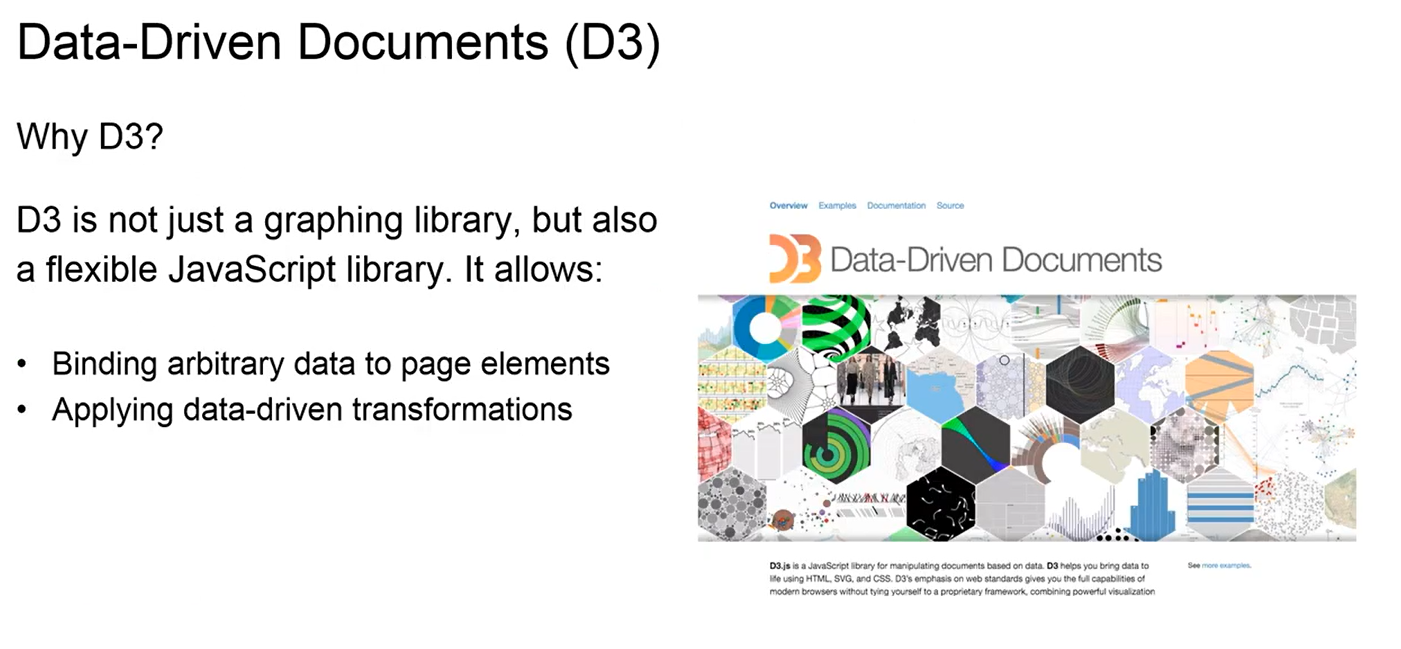 Data-Driven Documents (D3)
Why D3?
D3 is not just a graphing library, but also
a flexible JavaScript library. It allows:
• Binding arbitrary data to page elements
• Applying data-driven transformations
Overview Examples Documentation Source
D3 Data-Driven Documents
D3.js is a JavaScript library for manipulating documents based on data. D3 helps you bring data to
life using HTML, SVG, and CSS. D3's emphasis on web standards gives you the full capabilities of
modern browsers without tying yourself to a proprietary framework, combining powerful visualization
See more examples.